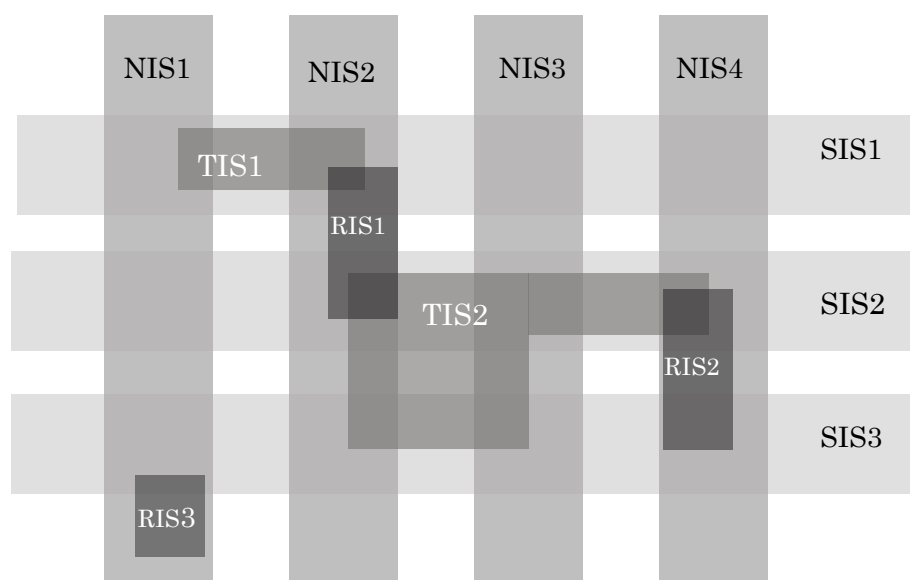 NIS1
NIS2
NIS3
NIS4
SIS1
TIS1
RIS1
SIS2
TIS2
RIS2
SIS3
RIS3